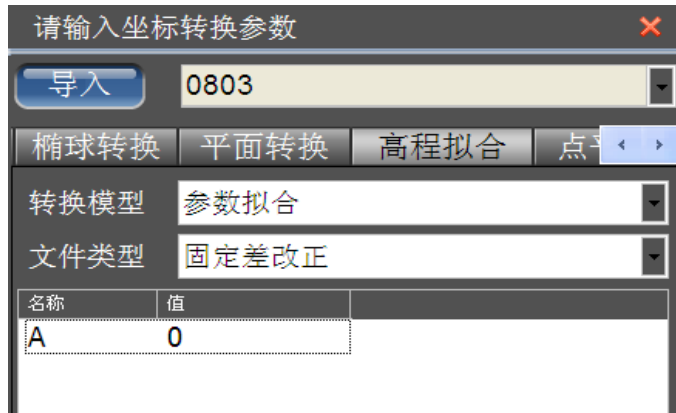 请输入坐标转换参数
导入 0803
椭球转换 平面转换 高程拟合 点
转换模型 参数拟合
文件类型 固定差改正
名称 值
A 0